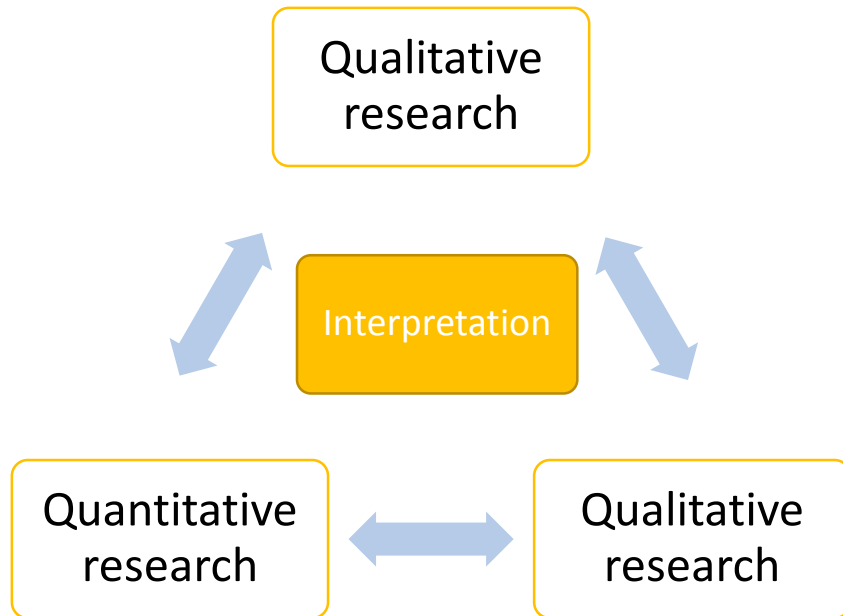 Qualitative
research
Interpretation
Quantitative
research
Qualitative
research